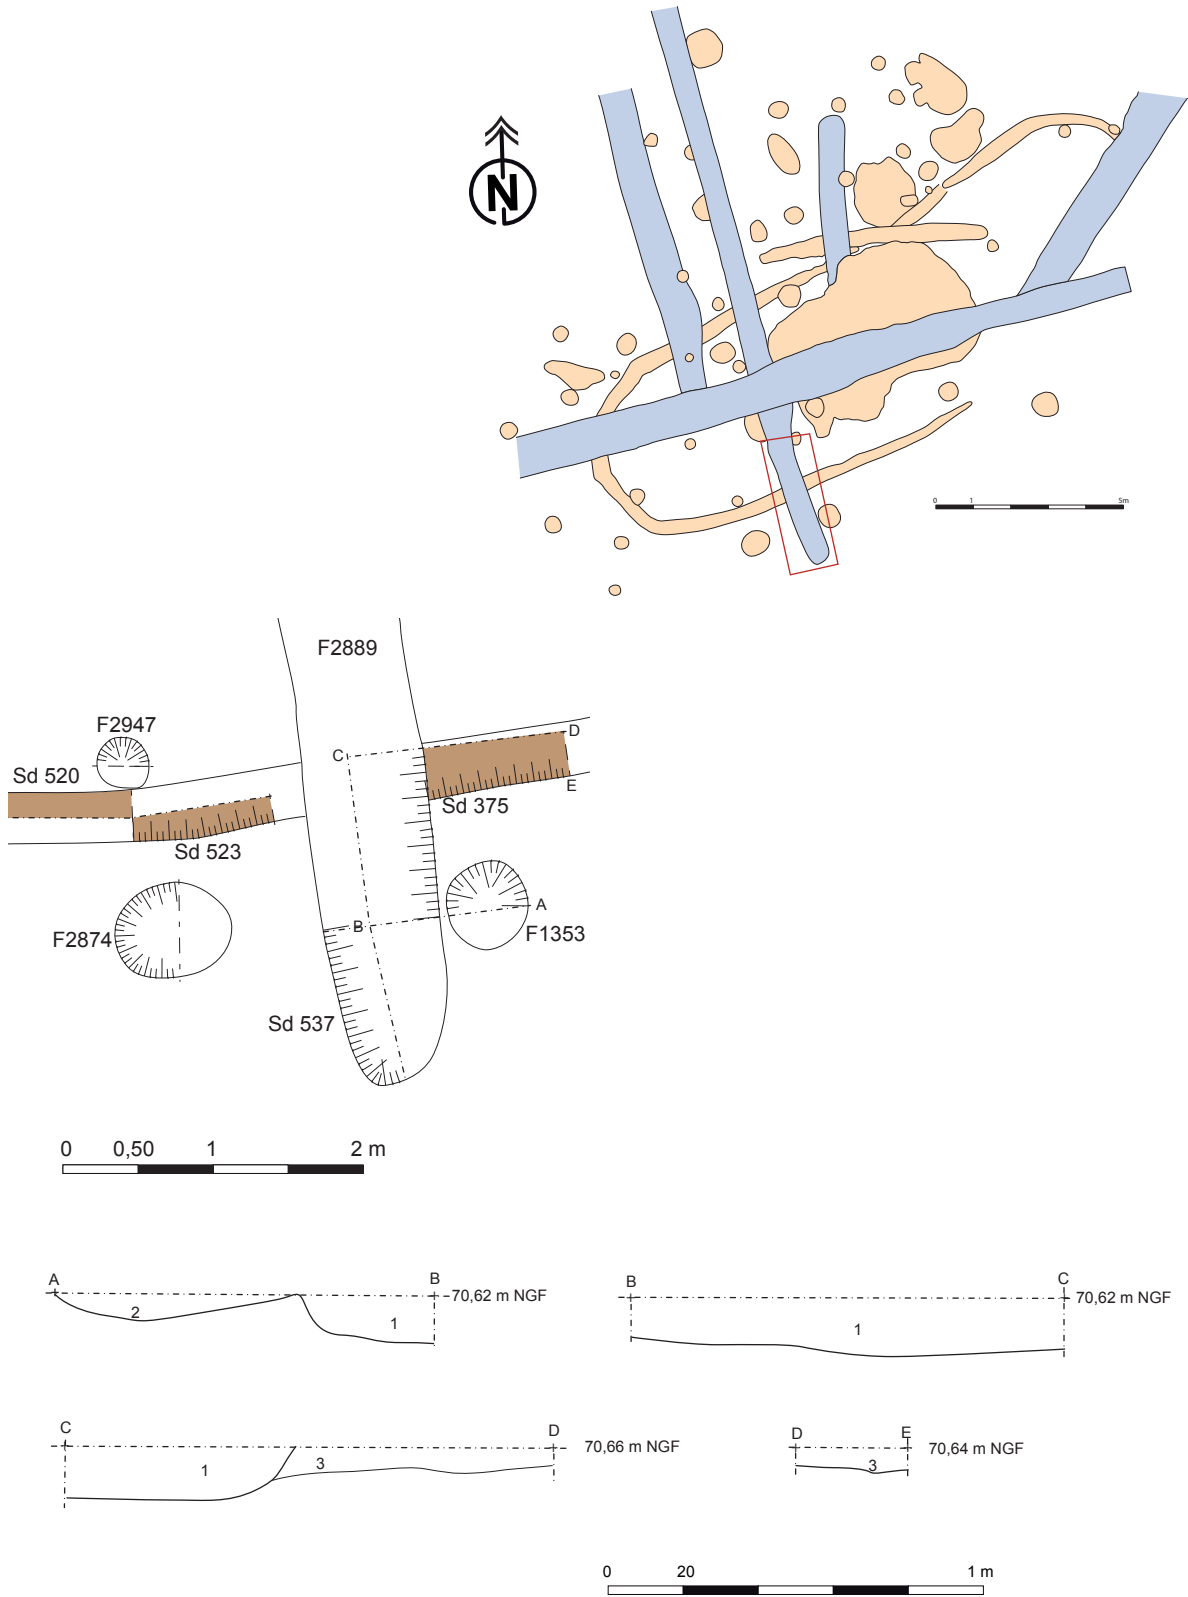 N
0 1 5m
F2889
F2947
C
D
Sd 520
E
Sd 375
Sd 523
A
B
F2874
F1353
Sd 537
0 0,50 1 2 m
A B
70,62 m NGF
2
1
B C
70,62 m NGF
1
C D
70,66 m NGF
1 3
D E
70,64 m NGF
3
0 20 1 m